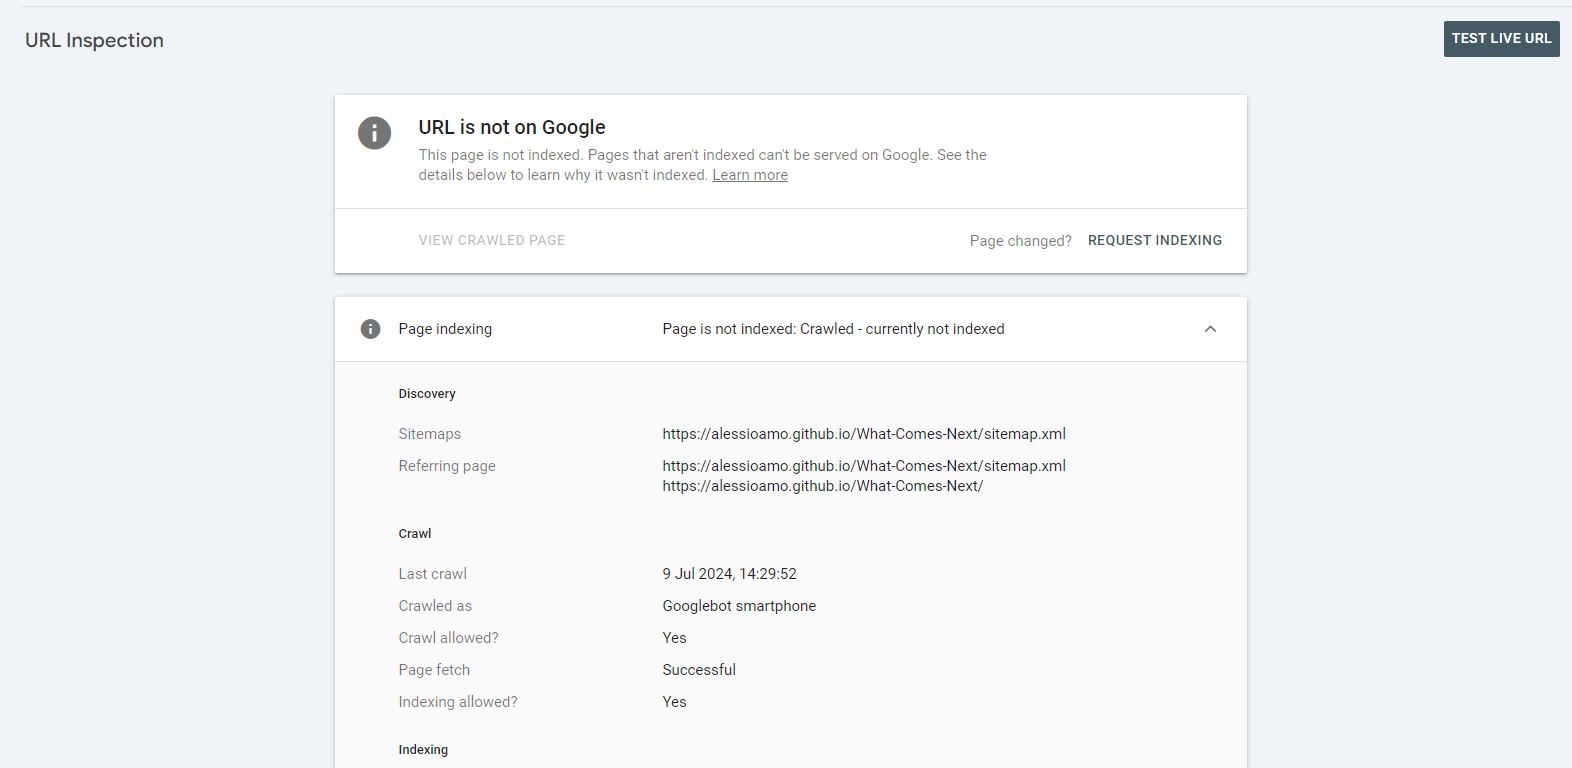 URL Inspection
TEST LIVE URL
URL is not on Google
This page is not indexed. Pages that aren't indexed can't be served on Google. See the
details below to learn why it wasn't indexed. Learn more
VIEW CRAWLED PAGE
Page changed? REQUEST INDEXING
Page indexing
Page is not indexed: Crawled - currently not indexed
Discovery
Sitemaps
https://alessioamo.github.io/What-Comes-Next/sitemap.xml
Referring page
https://alessioamo.github.io/What-Comes-Next/sitemap.xml
https://alessioamo.github.io/What-Comes-Next/
Crawl
Last crawl
9 Jul 2024, 14:29:52
Crawled as
Googlebot smartphone
Crawl allowed?
Yes
Page fetch
Successful
Indexing allowed?
Yes
Indexing